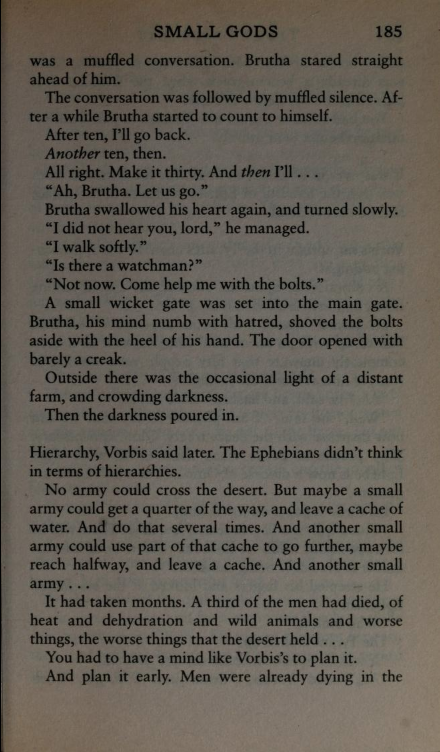 SMALL GODS 185
was a muffled conversation. Brutha stared straight
ahead of him.
The conversation was followed by muffled silence. Af-
ter a while Brutha started to count to himself.
After ten, I'll go back.
Another ten, then.
All right. Make it thirty. And then I'll . . .
“Ah, Brutha. Let us go.”
Brutha swallowed his heart again, and turned slowly.
“I did not hear you, lord,” he managed.
“I walk softly.”
“Is there a watchman?”
“Not now. Come help me with the bolts.”
A small wicket gate was set into the main gate.
Brutha, his mind numb with hatred, shoved the bolts
aside with the heel of his hand. The door opened with
barely a creak.
Outside there was the occasional light of a distant
farm, and crowding darkness.
Then the darkness poured in.
Hierarchy, Vorbis said later. The Ephebians didn't think
in terms of hierarchies.
No army could cross the desert. But maybe a small
army could get a quarter of the way, and leave a cache of
water. And do that several times. And another small
army could use part of that cache to go further, maybe
reach halfway, and leave a cache. And another small
army . . .
It had taken months. A third of the men had died, of
heat and dehydration and wild animals and worse
things, the worse things that the desert held . . .
You had to have a mind like Vorbis's to plan it.
And plan it early. Men were already dying in the